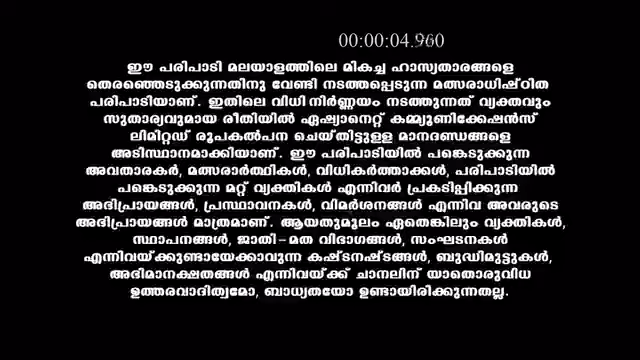 00:00:04.960
ഈ പരിപാടി മലയാളത്തിലെ മികച്ച ഹാസ്യതാരങ്ങളെ
തെരഞ്ഞെടുക്കുന്നതിനു വേണ്ടി നടത്തപ്പെടുന്ന മത്സരാധിഷ്ഠിത
പരിപാടിയാണ്. ഇതിലെ വിധി നിർണ്ണയം നടത്തുന്നത് വ്യക്തവും
സുതാര്യവുമായ രീതിയിൽ ഏഷ്യാനെറ്റ് കമ്മ്യൂണിക്കേഷൻസ്
ലിമിറ്റഡ് രൂപകൽപന ചെയ്തിട്ടുളള മാനദണ്ഡങ്ങളെ
അടിസ്ഥാനമാക്കിയാണ്. ഈ പരിപാടിയിൽ പങ്കെടുക്കുന്ന
അവതാരകർ, മത്സരാർത്ഥികൾ, വിധികർത്താക്കൾ, പരിപാടിയിൽ
പങ്കെടുക്കുന്ന മറ്റ് വ്യക്തികൾ എന്നിവർ പ്രകടിപ്പിക്കുന്ന
അഭിപ്രായങ്ങൾ, പ്രസ്ഥാവനകൾ, വിമർശനങ്ങൾ എന്നിവ അവരുടെ
അഭിപ്രായങ്ങൾ മാത്രമാണ്. ആയതുമൂലം ഏതെങ്കിലും വ്യക്തികൾ,
സ്ഥാപനങ്ങൾ, ജാതി-മത വിഭാഗങ്ങൾ, സംഘടനകൾ
എന്നിവയ്ക്കുണ്ടായേക്കാവുന്ന കഷ്ടനഷ്ടങ്ങൾ, ബുദ്ധിമുട്ടുകൾ,
അഭിമാനക്ഷതങ്ങൾ എന്നിവയ്ക്ക് ചാനലിന് യാതൊരുവിധ
ഉത്തരവാദിത്വമോ, ബാധ്യതയോ ഉണ്ടായിരിക്കുന്നതല്ല.